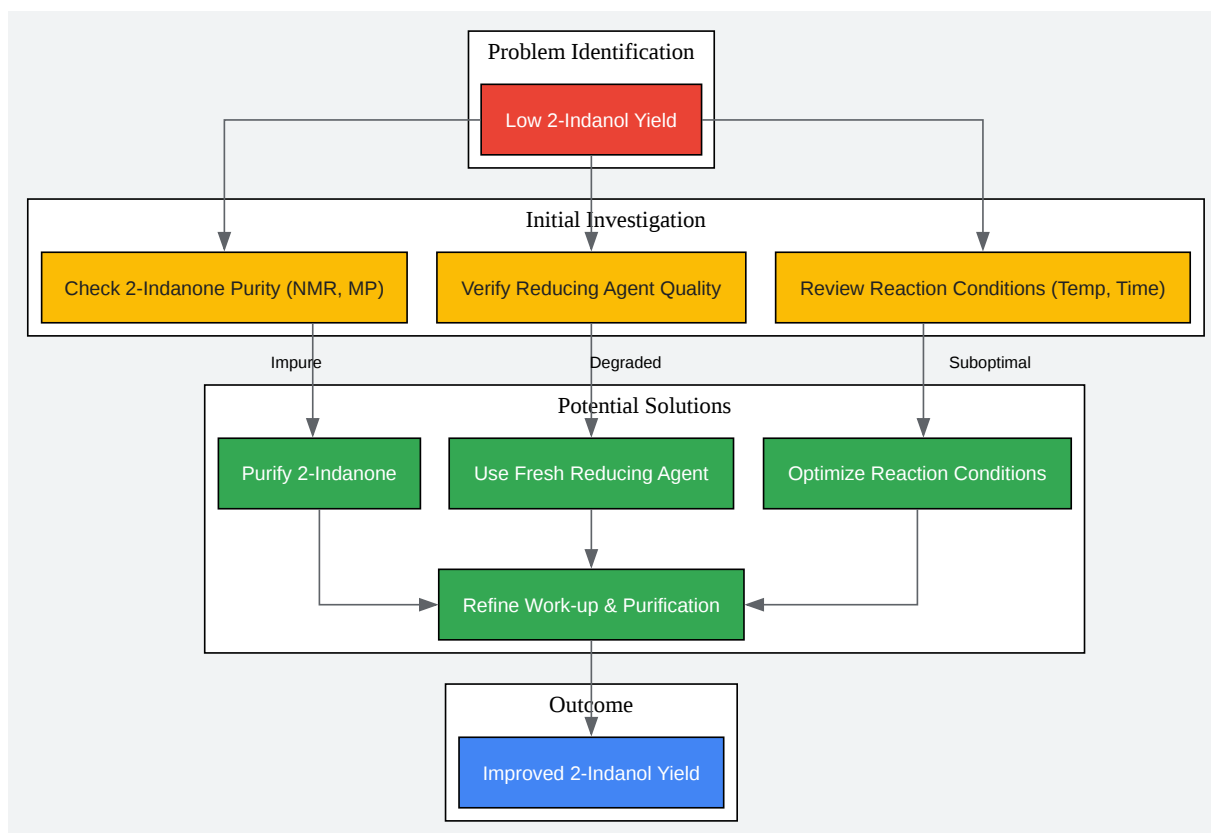 Problem Identification
Low 2-Indanol Yield
Initial Investigation
Check 2-Indanone Purity (NMR, MP)
Verify Reducing Agent Quality
Review Reaction Conditions (Temp, Time)
Impure
Degraded
Suboptimal
Potential Solutions
Purify 2-Indanone
Use Fresh Reducing Agent
Optimize Reaction Conditions
Refine Work-up & Purification
Outcome
Improved 2-Indanol Yield